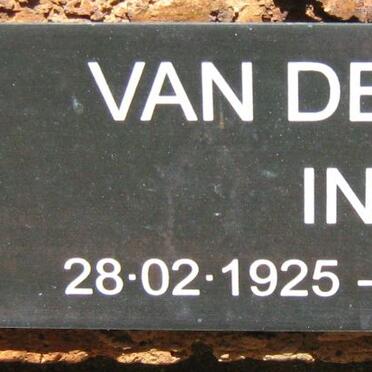 VAN DE
IN
28·02·1925 -